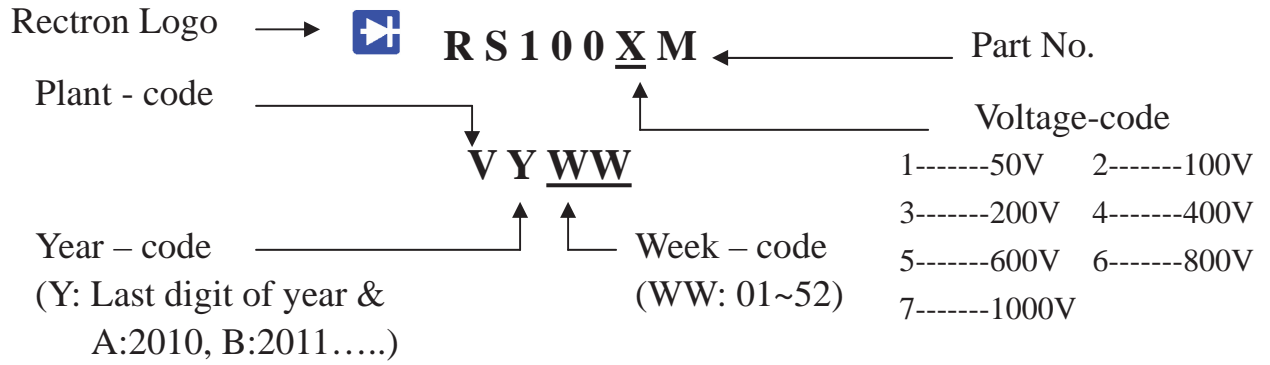 Rectron Logo
R S 1 0 0 X M
Part No.
Plant - code
Voltage-code
V Y WW
1-------50V 2-------100V
3-------200V 4-------400V
5-------600V 6-------800V
7-------1000V
Year – code
(Y: Last digit of year &
A:2010, B:2011…..)
Week – code
(WW: 01~52)